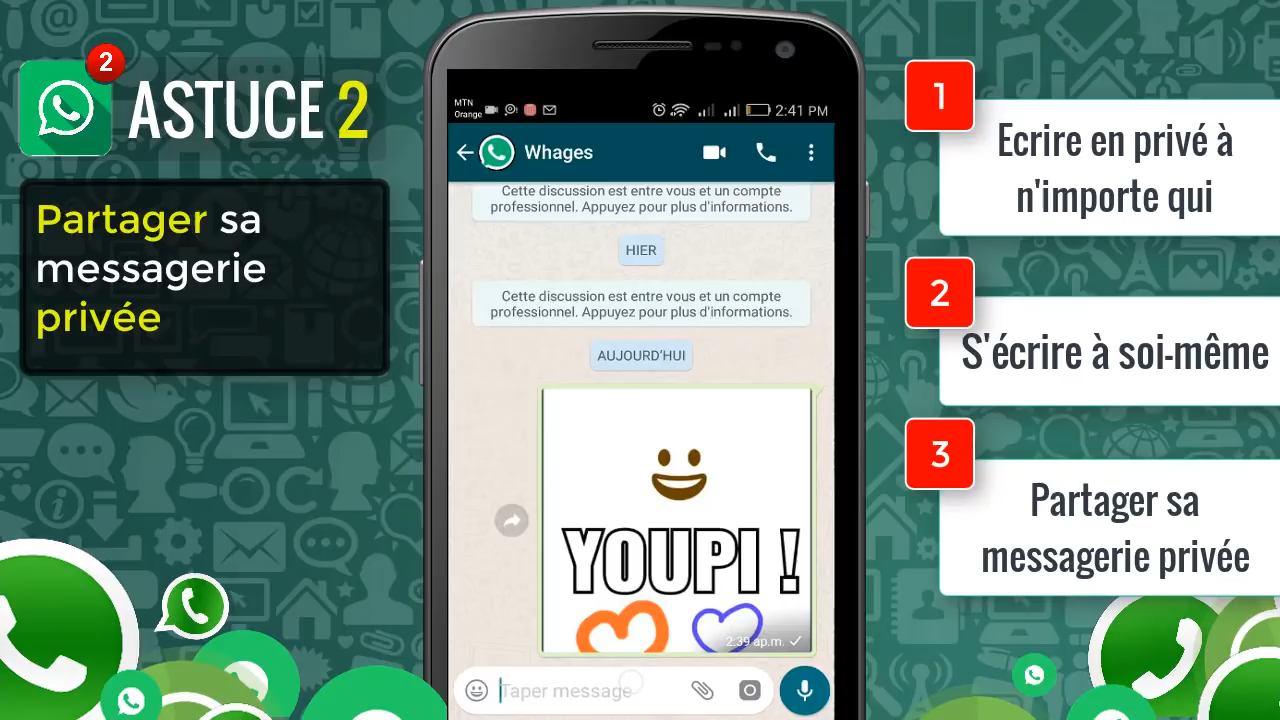 2
ASTUCE 2
Partager sa
messagerie
privée
MTN
Orange
2:41 PM
Whages
Cette discussion est entre vous et un compte
professionnel. Appuyez pour plus d'informations.
HIER
Cette discussion est entre vous et un compte
professionnel. Appuyez pour plus d'informations.
AUJOURD'HUI
YOUPI !
2:39 ap.m.
Taper message
1
Ecrire en privé à
n'importe qui
2
S'écrire à soi-même
3
Partager sa
messagerie privée